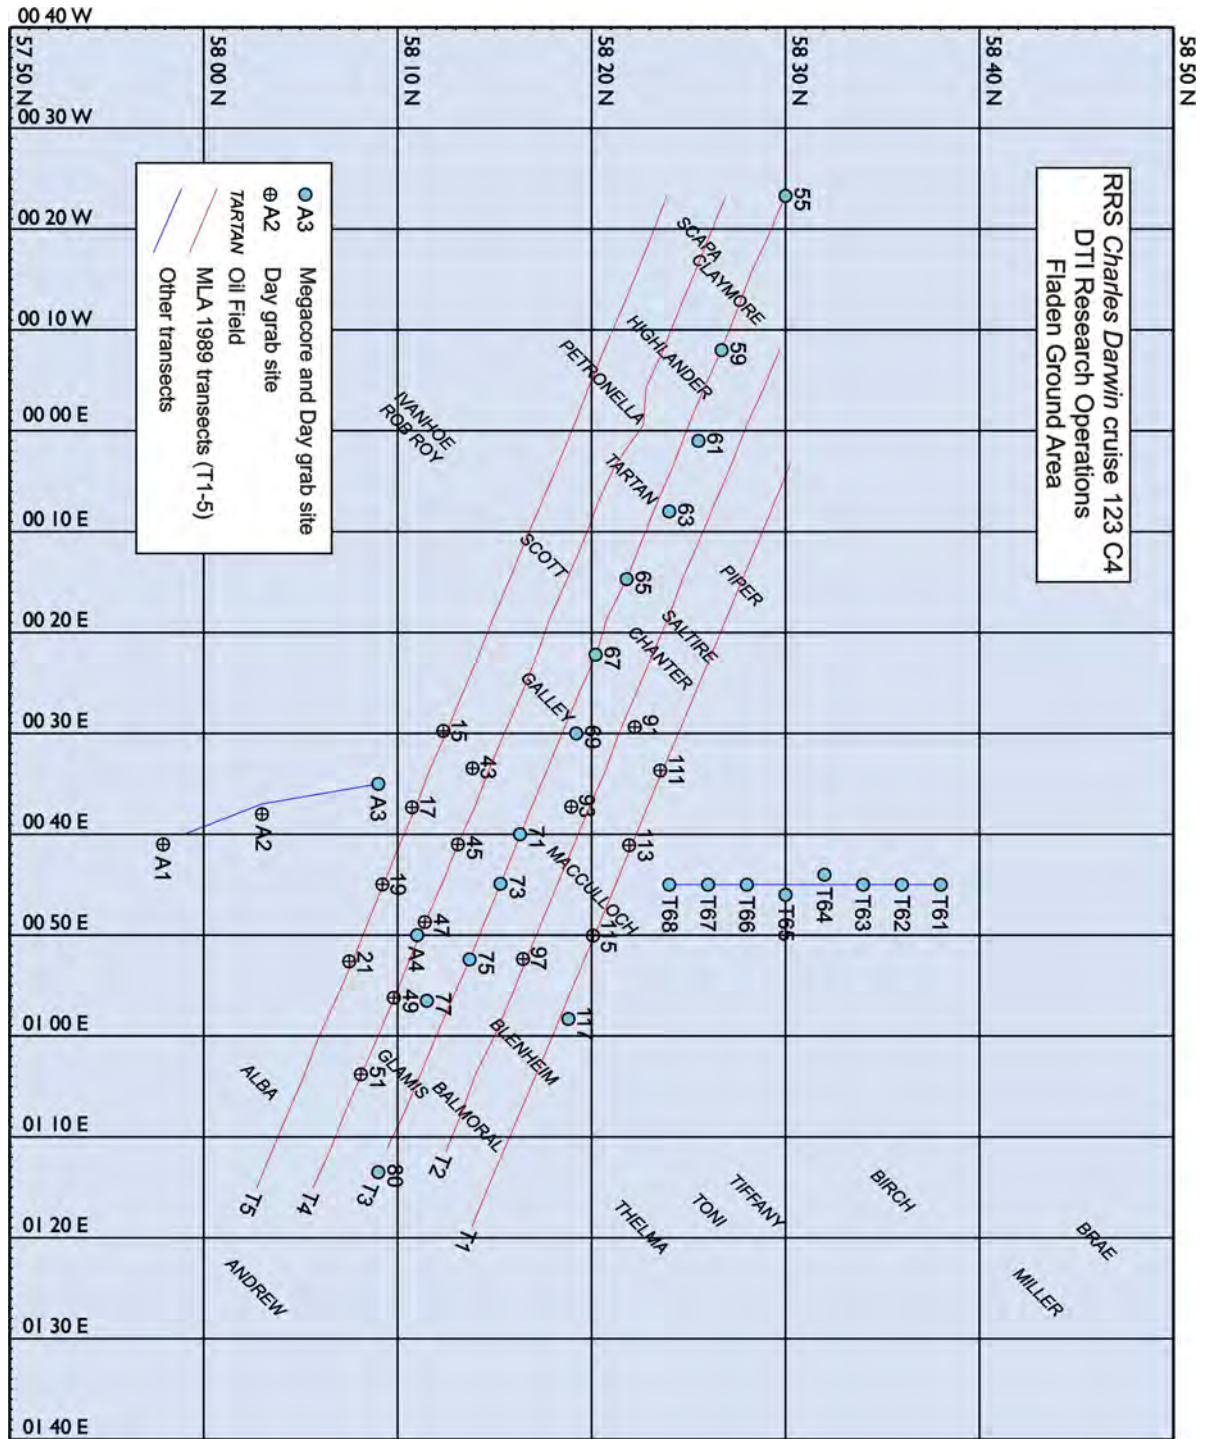 RRS Charles Darwin cruise 123 C4
DTI Research Operations
Fladen Ground Area
58 50 N
58 40 N
58 30 N
58 20 N
58 10 N
58 00 N
57 50 N
00 40 W
00 30 W
00 20 W
00 10 W
00 00 E
00 10 E
00 20 E
00 30 E
00 40 E
00 50 E
01 00 E
01 10 E
01 20 E
01 30 E
01 40 E
55
59
61
63
65
67
69
71
73
75
77
80
91
93
97
111
113
115
117
15
17
19
21
43
45
47
49
51
A4
A3
A2
A1
T61
T62
T63
T64
T65
T66
T67
T68
SCAPA
CLAYMORE
HIGHLANDER
PETRONELLA
IVANHOE
ROB ROY
TARTAN
SCOTT
PIPER
SALTIRE
CHANTER
GALLEY
MACCULLOCH
BLENHEIM
BALMORAL
GLAMIS
ALBA
ANDREW
THELMA
TONI
TIFFANY
BIRCH
BRAE
MILLER
T1
T2
T3
T4
T5
A3 Megacore and Day grab site
A2 Day grab site
TARTAN Oil Field
MLA 1989 transects (T1-5)
Other transects